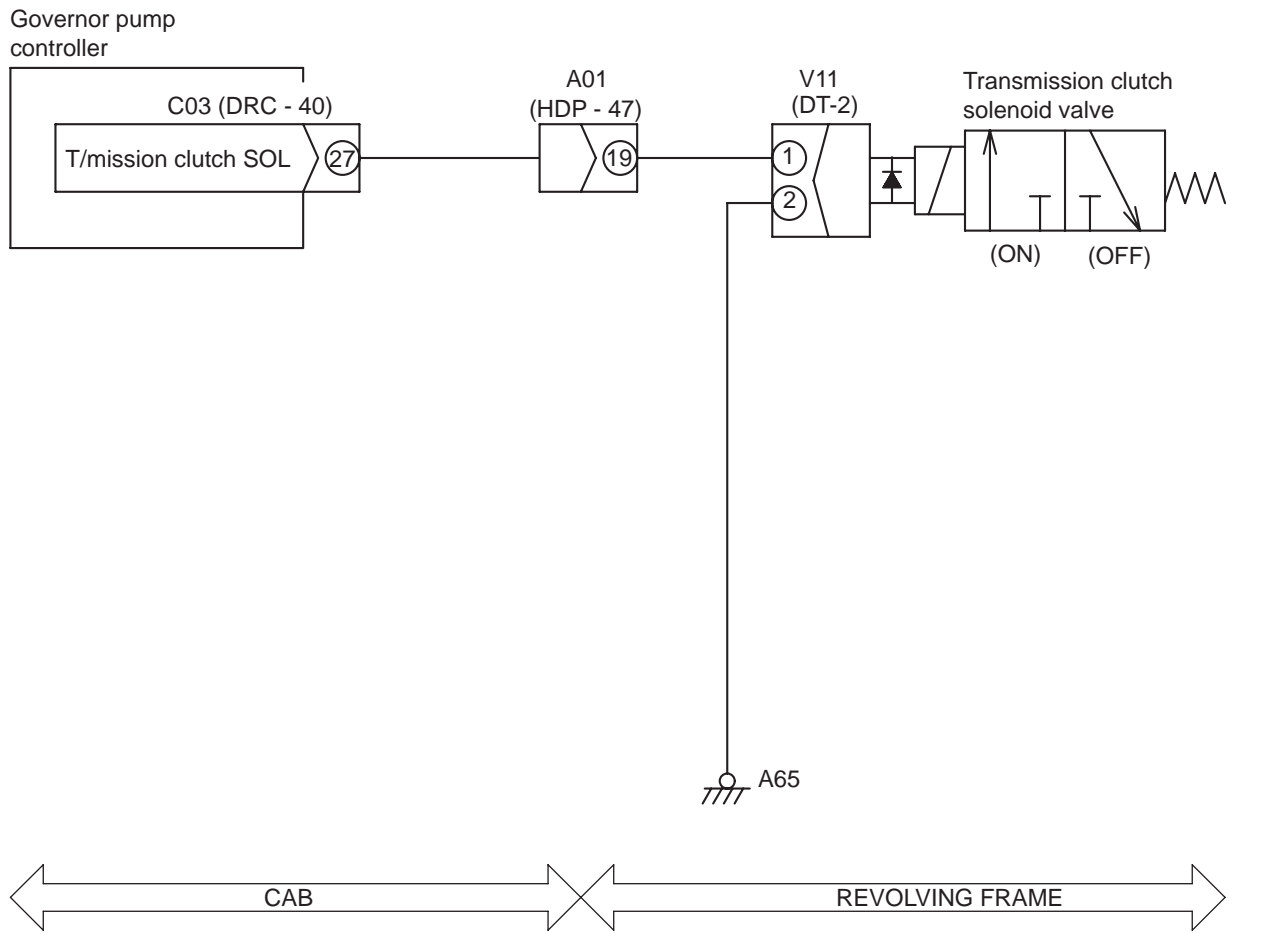 Governor pump
controller
C03 (DRC - 40)
T/mission clutch SOL
27
A01
(HDP - 47)
19
V11
(DT-2)
1
2
Transmission clutch
solenoid valve
(ON)
(OFF)
A65
CAB
REVOLVING FRAME